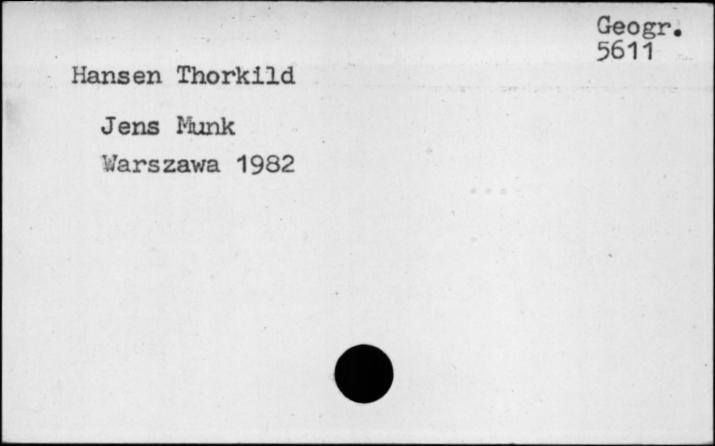 Geogr.
5611
Hansen Thorkild
Jens Munk
Warszawa 1982